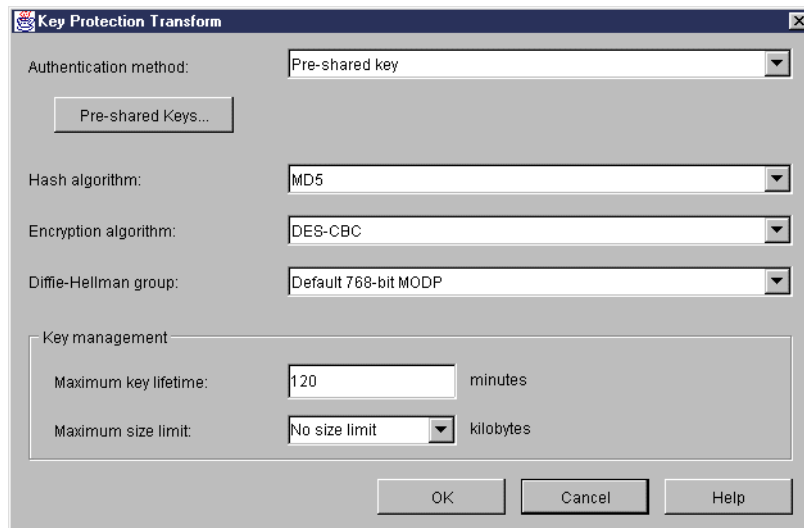 Key Protection Transform
Authentication method: Pre-shared key
Pre-shared Keys...
Hash algorithm: MD5
Encryption algorithm: DES-CBC
Diffie-Hellman group: Default 768-bit MODP
Key management
Maximum key lifetime: 120 minutes
Maximum size limit: No size limit kilobytes
OK Cancel Help